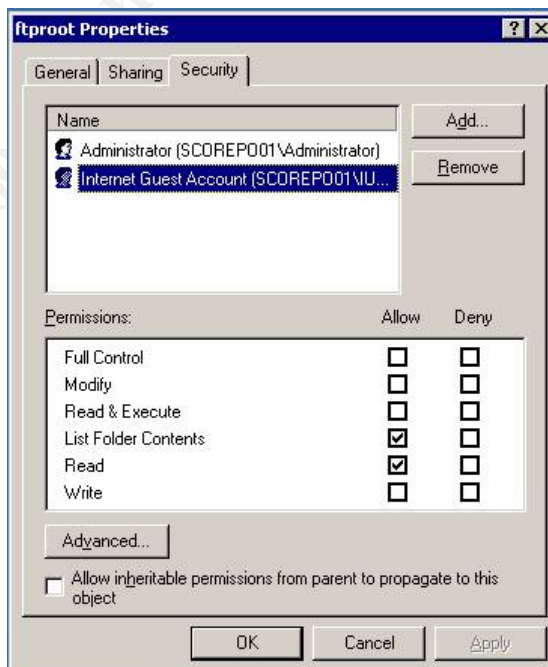 ftproot Properties
General Sharing Security
Name
Add...
Administrator (SCOREPO01\Administrator)
Internet Guest Account (SCOREPO01\IU...
Remove
Permissions: Allow Deny
Full Control
Modify
Read & Execute
List Folder Contents
Read
Write
Advanced...
Allow inheritable permissions from parent to propagate to this
object
OK Cancel Apply